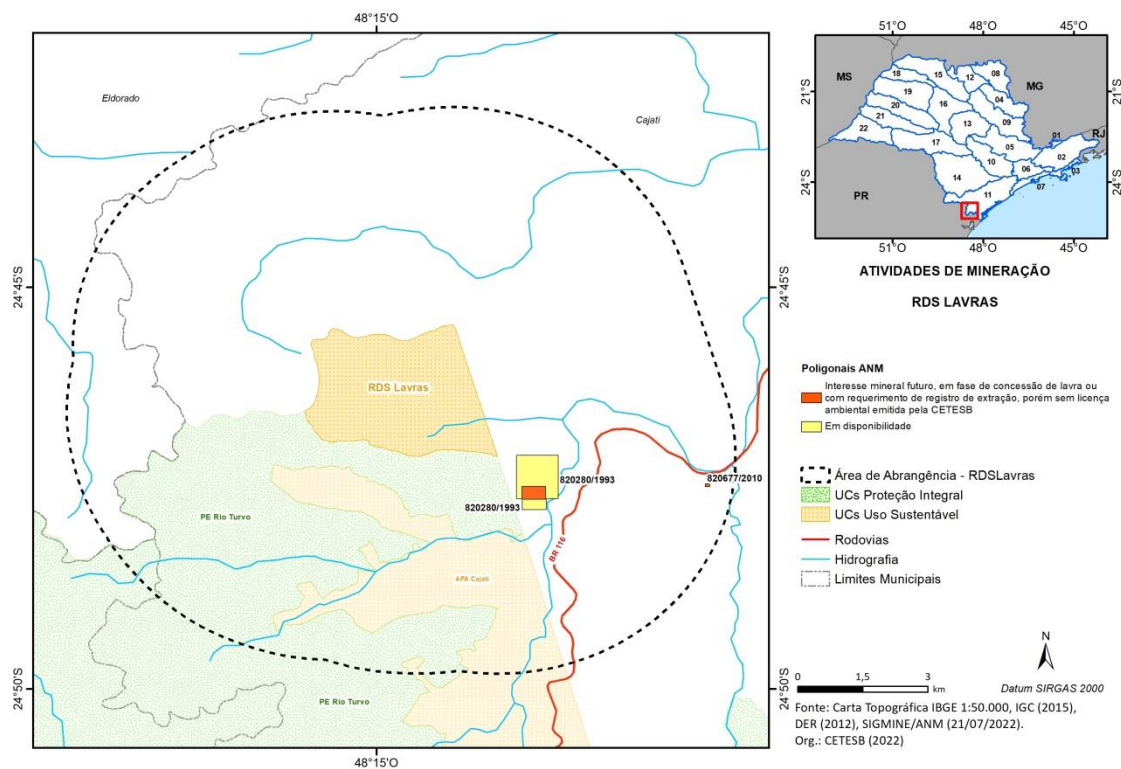 48°15'O
24°45'S
24°50'S
Eldorado
Cajati
RDS Lavras
820280/1993
820280/1993
820677/2010
PE Rio Turvo
BR 116
APA Cajati
PE Rio Turvo
24°45'S
24°50'S
48°15'O
51°O
48°O
45°O
21°S
24°S
21°S
24°S
MS
MG
RJ
PR
18
15
12
08
19
16
04
20
21
13
09
22
17
05
01
02
10
06
03
14
07
11
51°O
48°O
45°O
ATIVIDADES DE MINERAÇÃO
RDS LAVRAS
Poligonais ANM
Interesse mineral futuro, em fase de concessão de lavra ou
com requerimento de registro de extração, porém sem licença
ambiental emitida pela CETESB
Em disponibilidade
Área de Abrangência - RDSLavras
UCs Proteção Integral
UCs Uso Sustentável
Rodovias
Hidrografia
Limites Municipais
N
0 1,5 3
km
Datum SIRGAS 2000
Fonte: Carta Topográfica IBGE 1:50.000, IGC (2015),
DER (2012), SIGMINE/ANM (21/07/2022).
Org.: CETESB (2022)